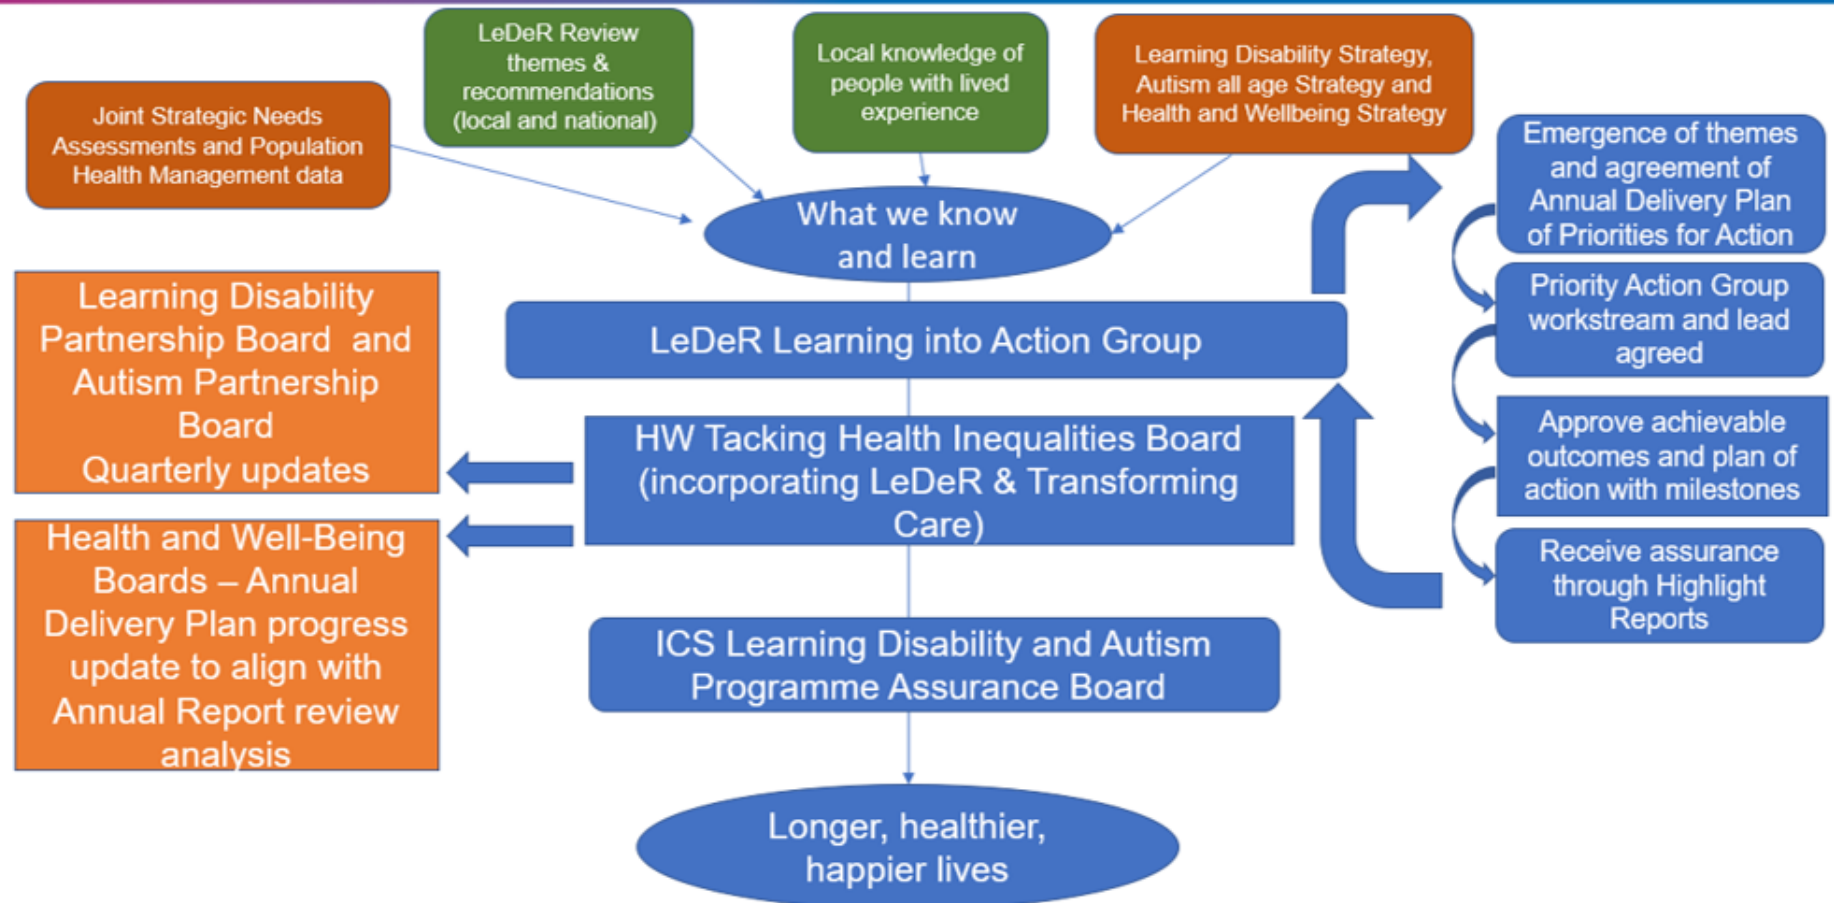 LeDeR Review
themes &
recommendations
(local and national)
Local knowledge of
people with lived
experience
Learning Disability Strategy,
Autism all age Strategy and
Health and Wellbeing Strategy
Joint Strategic Needs
Assessments and Population
Health Management data
What we know
and learn
Emergence of themes
and agreement of
Annual Delivery Plan
of Priorities for Action
Learning Disability
Partnership Board and
Autism Partnership
Board
Quarterly updates
LeDeR Learning into Action Group
Priority Action Group
workstream and lead
agreed
HW Tacking Health Inequalities Board
(incorporating LeDeR & Transforming
Care)
Approve achievable
outcomes and plan of
action with milestones
Health and Well-Being
Boards – Annual
Delivery Plan progress
update to align with
Annual Report review
analysis
Receive assurance
through Highlight
Reports
ICS Learning Disability and Autism
Programme Assurance Board
Longer, healthier,
happier lives